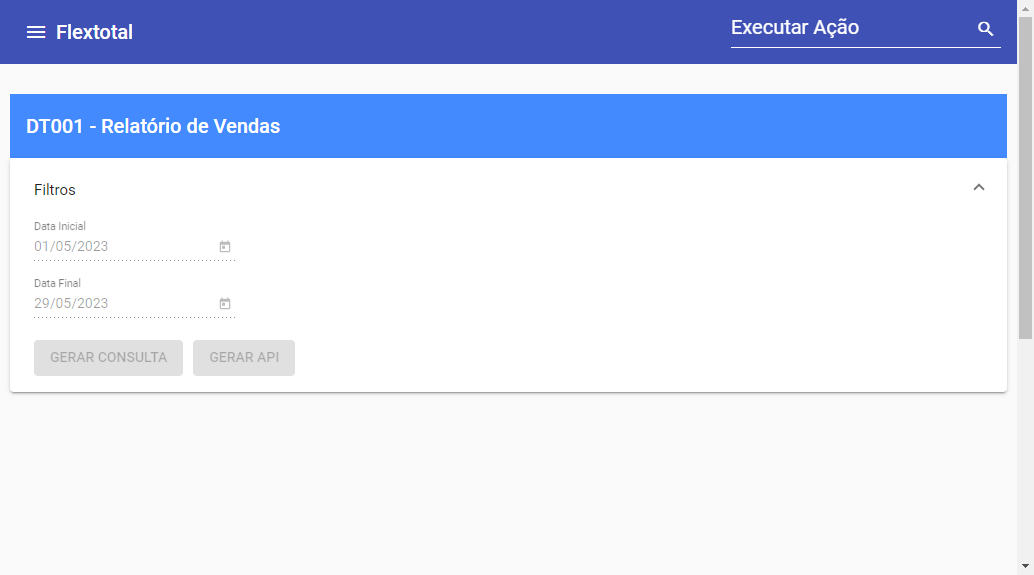 Flextotal
Executar Ação
DT001 - Relatório de Vendas
Filtros
Data Inicial
01/05/2023
Data Final
29/05/2023
GERAR CONSULTA
GERAR API